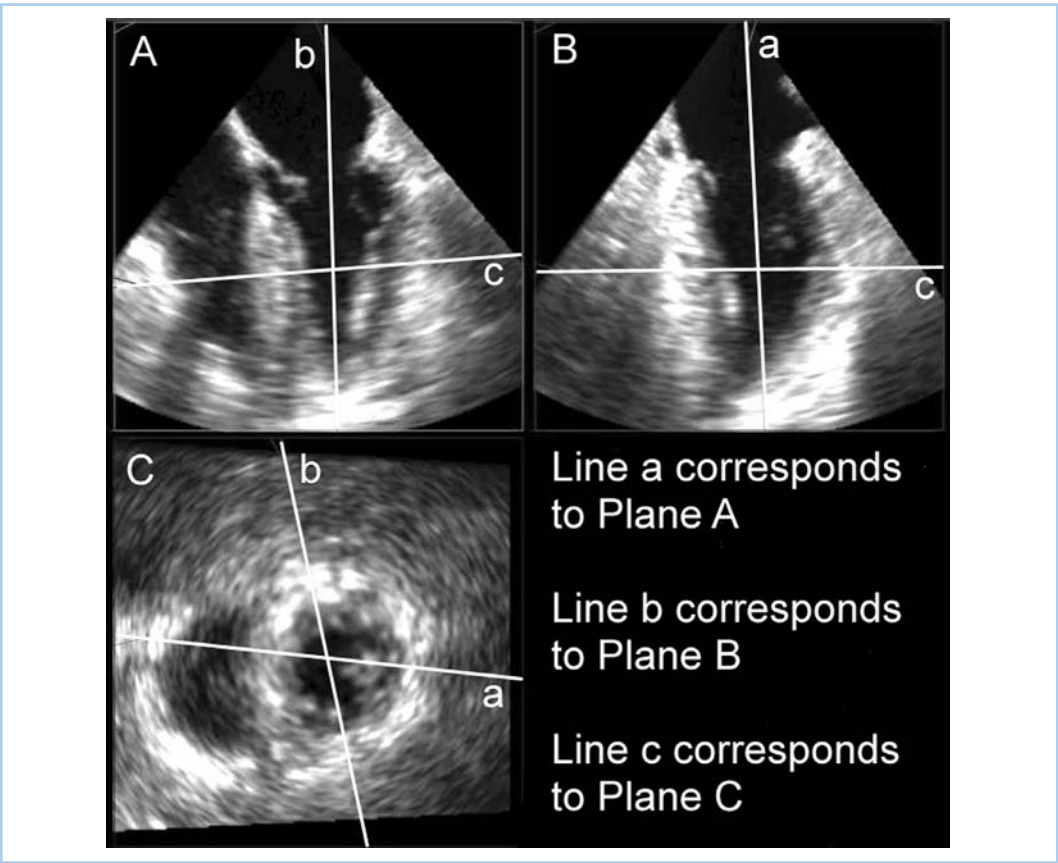 A
b
c
B
a
c
C
b
a
Line a corresponds
to Plane A
Line b corresponds
to Plane B
Line c corresponds
to Plane C